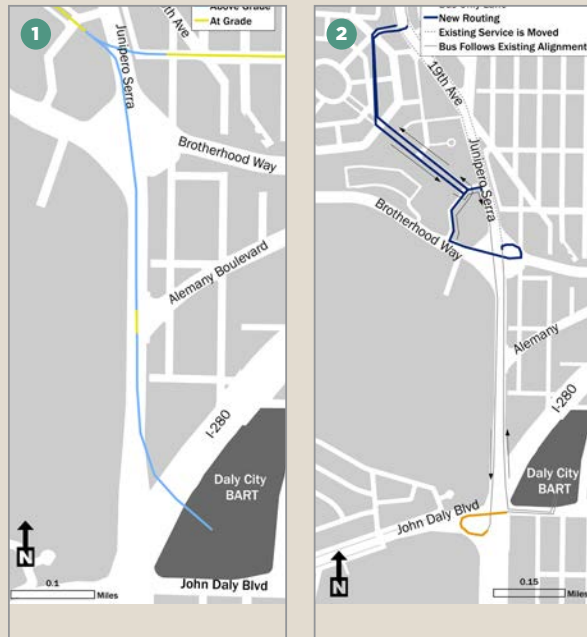 1
Above Grade
At Grade
Junipero Serra
Brotherhood Way
Alemany Boulevard
I-280
Daly City
BART
John Daly Blvd
N
0.1
Miles
2
New Routing
Existing Service is Moved
Bus Follows Existing Alignment
19th Ave
Junipero Serra
Brotherhood Way
Alemany
I-280
Daly City
BART
John Daly Blvd
N
0.15
Miles